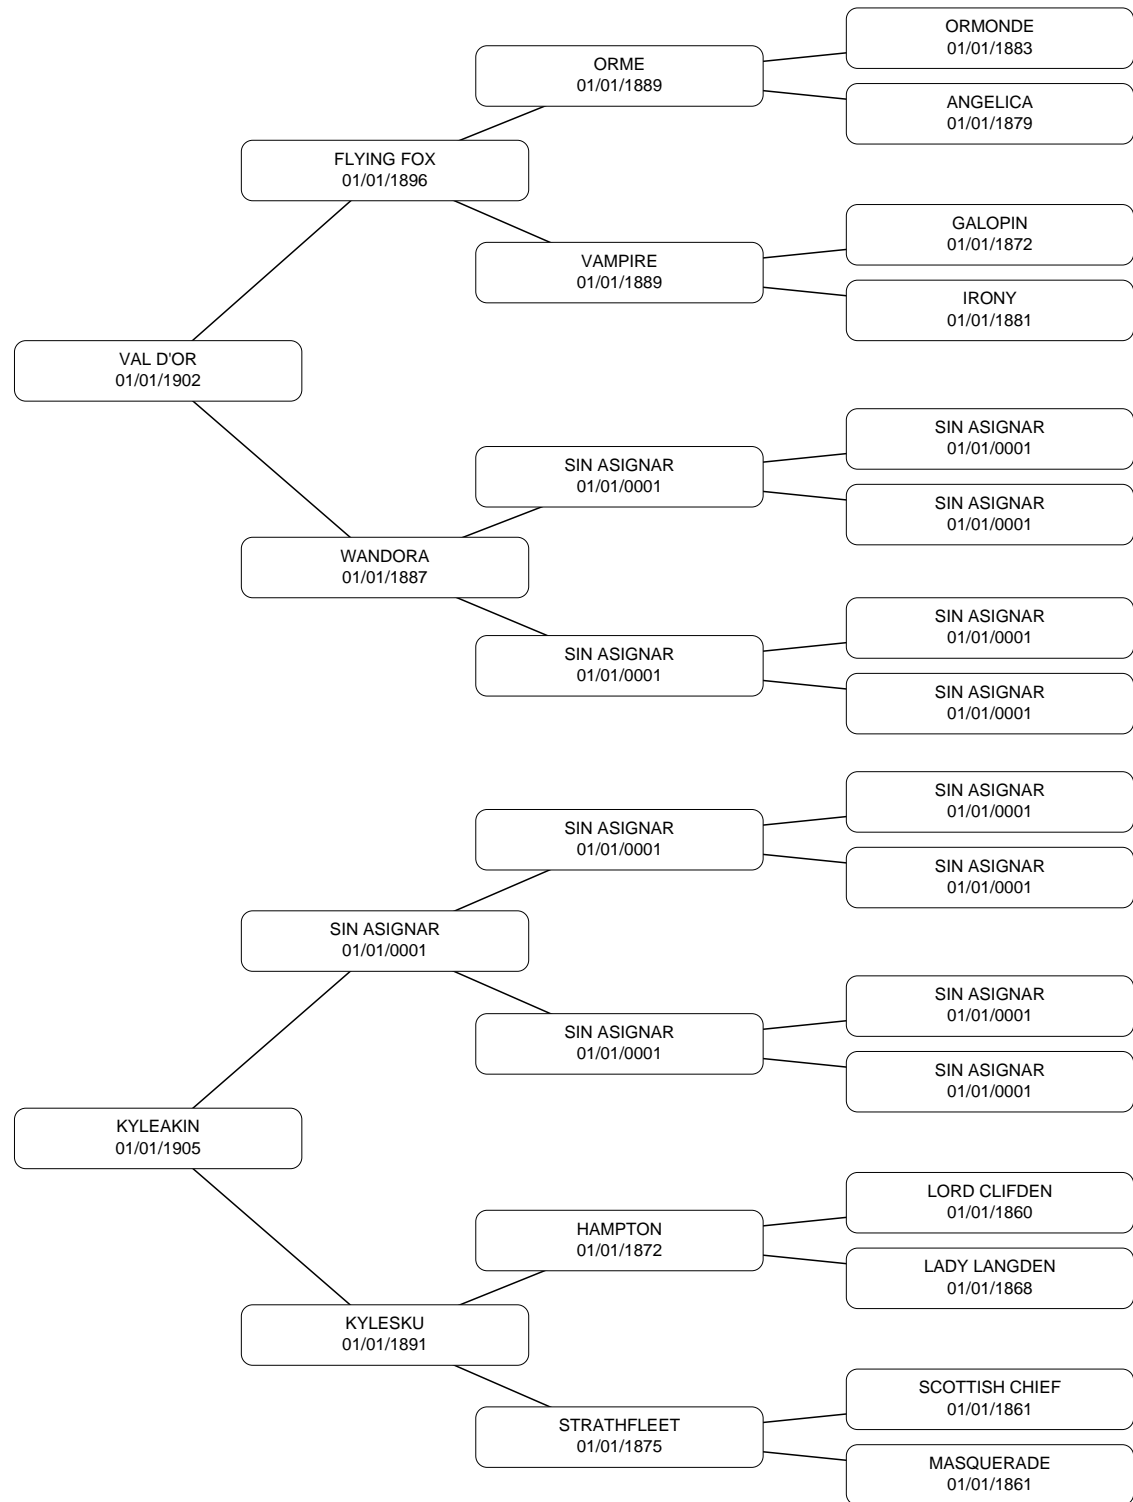 ORMONDE
01/01/1883
ORME
01/01/1889
ANGELICA
01/01/1879
FLYING FOX
01/01/1896
GALOPIN
01/01/1872
VAMPIRE
01/01/1889
IRONY
01/01/1881
VAL D'OR
01/01/1902
SIN ASIGNAR
01/01/0001
SIN ASIGNAR
01/01/0001
SIN ASIGNAR
01/01/0001
WANDORA
01/01/1887
SIN ASIGNAR
01/01/0001
SIN ASIGNAR
01/01/0001
SIN ASIGNAR
01/01/0001
SIN ASIGNAR
01/01/0001
SIN ASIGNAR
01/01/0001
SIN ASIGNAR
01/01/0001
SIN ASIGNAR
01/01/0001
SIN ASIGNAR
01/01/0001
SIN ASIGNAR
01/01/0001
SIN ASIGNAR
01/01/0001
KYLEAKIN
01/01/1905
LORD CLIFDEN
01/01/1860
HAMPTON
01/01/1872
LADY LANGDEN
01/01/1868
KYLESKU
01/01/1891
SCOTTISH CHIEF
01/01/1861
STRATHFLEET
01/01/1875
MASQUERADE
01/01/1861